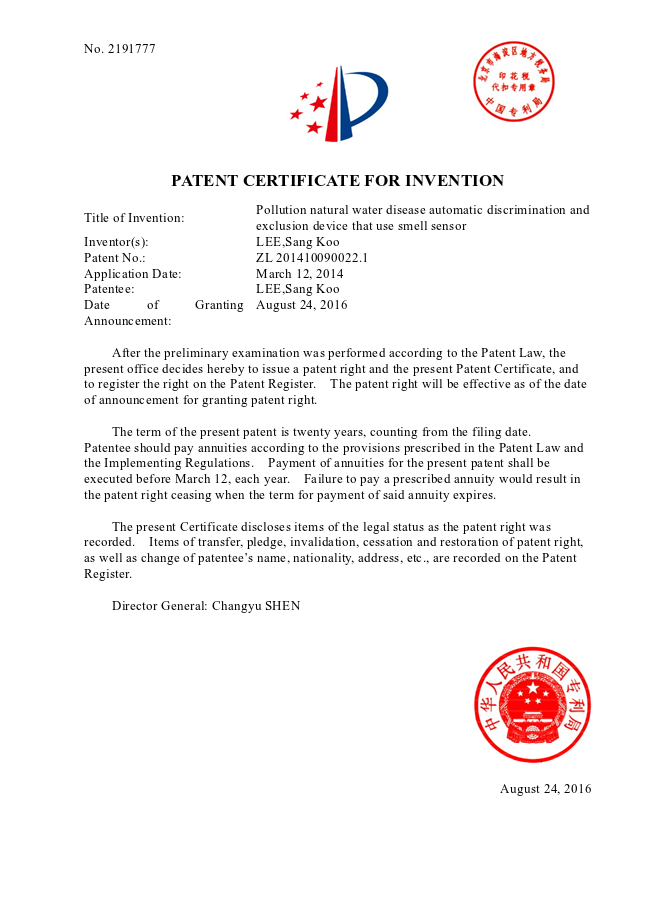 No. 2191777
北京市海淀区地方税务局
印花税
代扣专用章
中国专利局
PATENT CERTIFICATE FOR INVENTION
Title of Invention:
Pollution natural water disease automatic discrimination and
exclusion device that use smell sensor
Inventor(s): LEE,Sang Koo
Patent No.: ZL 201410090022.1
Application Date: March 12, 2014
Patentee: LEE,Sang Koo
Date of Granting August 24, 2016
Announcement:
After the preliminary examination was performed according to the Patent Law, the
present office decides hereby to issue a patent right and the present Patent Certificate, and
to register the right on the Patent Register. The patent right will be effective as of the date
of announcement for granting patent right.
The term of the present patent is twenty years, counting from the filing date.
Patentee should pay annuities according to the provisions prescribed in the Patent Law and
the Implementing Regulations. Payment of annuities for the present patent shall be
executed before March 12, each year. Failure to pay a prescribed annuity would result in
the patent right ceasing when the term for payment of said annuity expires.
The present Certificate discloses items of the legal status as the patent right was
recorded. Items of transfer, pledge, invalidation, cessation and restoration of patent right,
as well as change of patentee’s name, nationality, address, etc., are recorded on the Patent
Register.
Director General: Changyu SHEN
中华人民共和国专利局
August 24, 2016